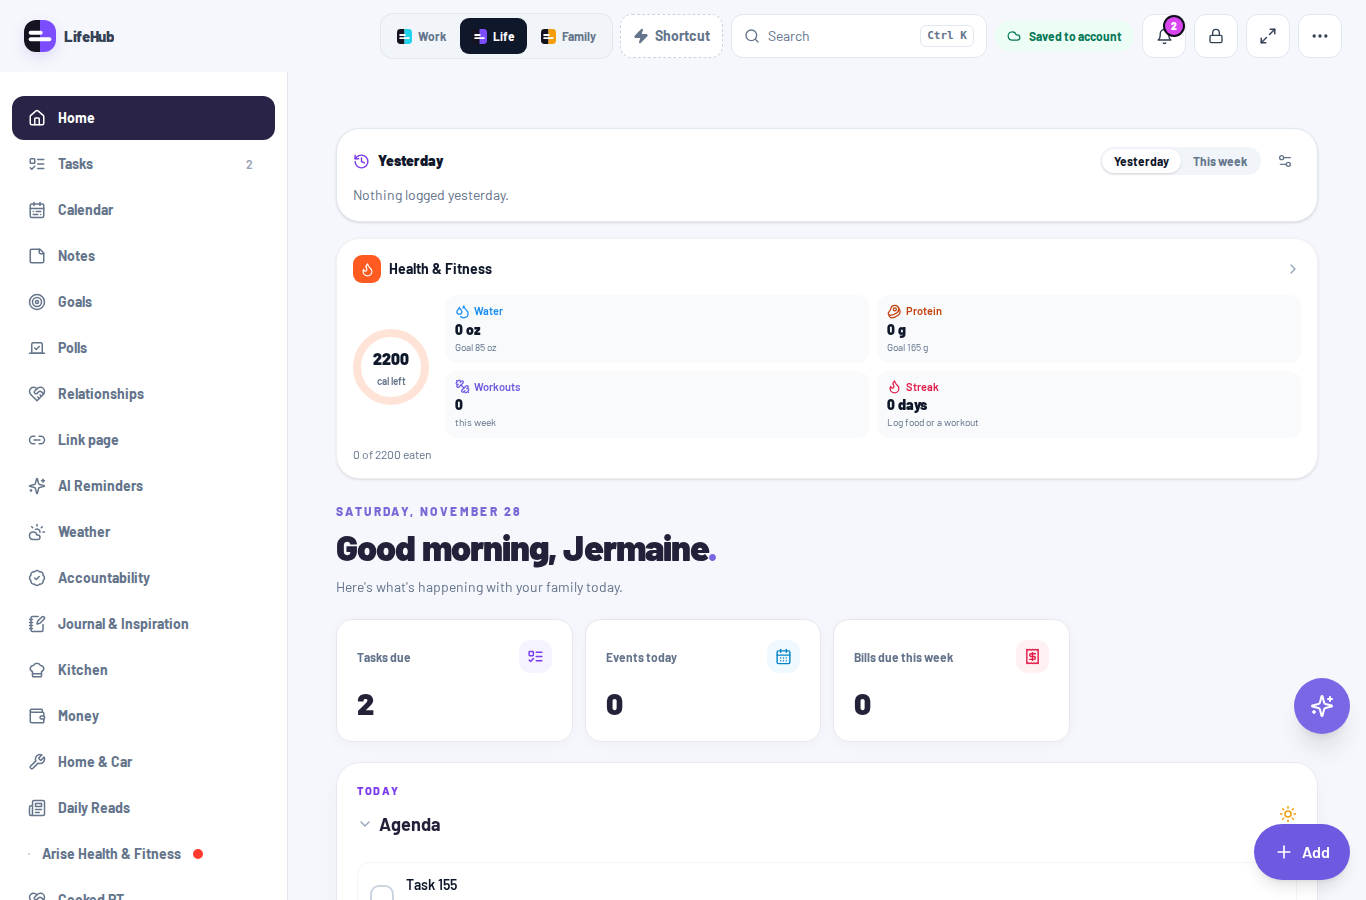 LifeHub
Work
Life
Family
Shortcut
Search
Ctrl K
Saved to account
2
Home
Tasks
2
Calendar
Notes
Goals
Polls
Relationships
Link page
AI Reminders
Weather
Accountability
Journal & Inspiration
Kitchen
Money
Home & Car
Daily Reads
Arise Health & Fitness
Yesterday
Yesterday
This week
Nothing logged yesterday.
Health & Fitness
2200
cal left
Water
0 oz
Goal 85 oz
Protein
0 g
Goal 165 g
Workouts
0
this week
Streak
0 days
Log food or a workout
0 of 2200 eaten
SATURDAY, NOVEMBER 28
Good morning, Jermaine.
Here's what's happening with your family today.
Tasks due
2
Events today
0
Bills due this week
0
TODAY
Agenda
Add
Task 155